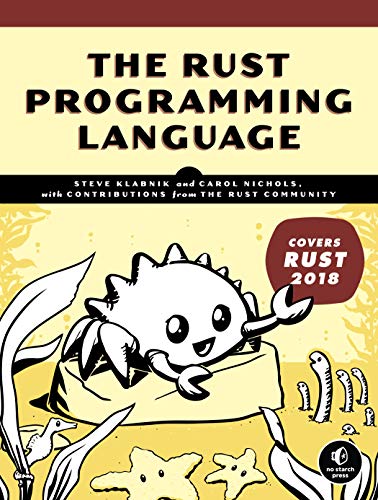 THE RUST
PROGRAMMING
LANGUAGE
STEVE KLABNIK and CAROL NICHOLS,
with CONTRIBUTIONS from THE RUST COMMUNITY
COVERS
RUST
2018
no starch
press